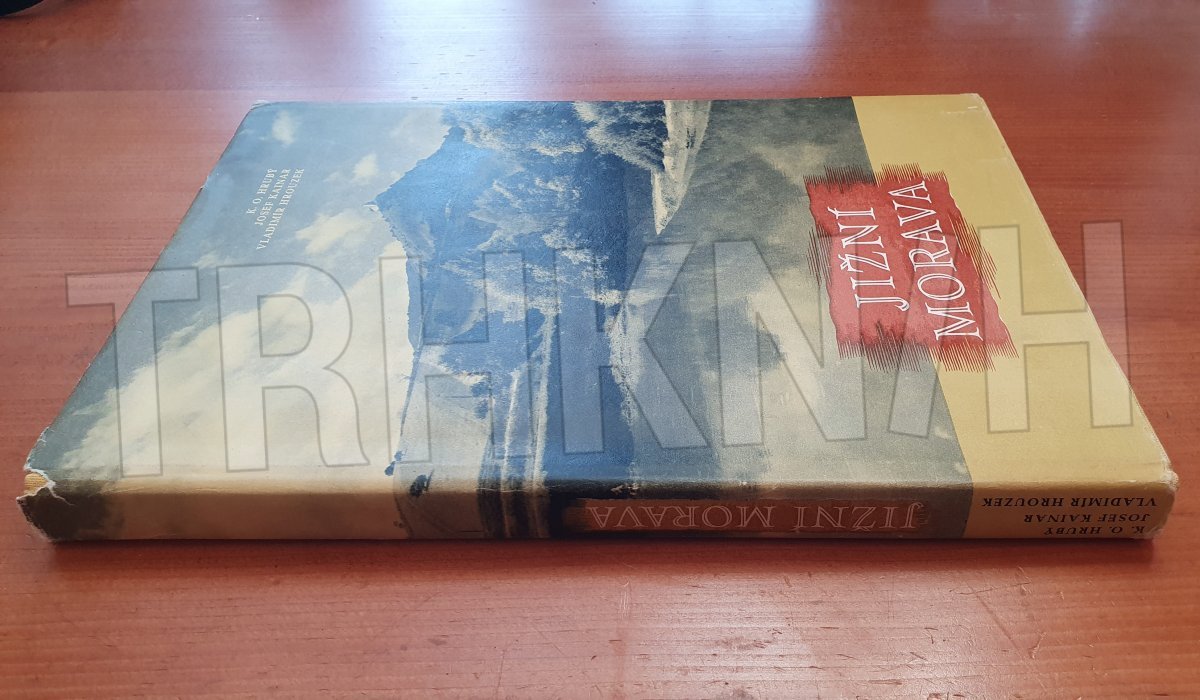 K. O. HRUBÝ
JOSEF KAINAR
VLADIMÍR HROUZEK
JIŽNÍ
MORAVA
JIŽNÍ MORAVA
K. O. HRUBÝ
JOSEF KAINAR
VLADIMÍR HROUZEK
TRHKNIH